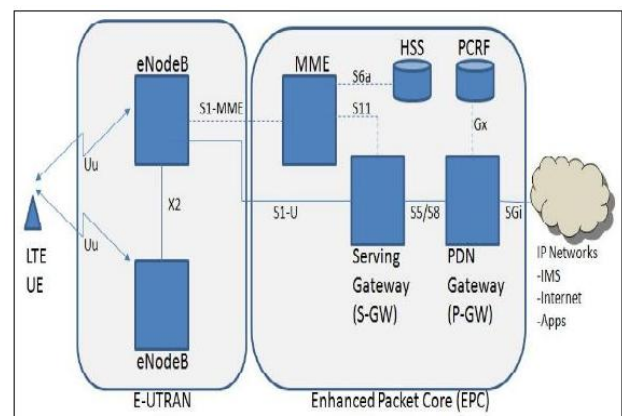 eNodeB
MME
HSS
PCRF
S6a
S1-MME
S11
Gx
Uu
X2
LTE
UE
Uu
S1-U
S5/S8
SGi
Serving
Gateway
(S-GW)
PDN
Gateway
(P-GW)
IP Networks
-IMS
-Internet
-Apps
eNodeB
E-UTRAN
Enhanced Packet Core (EPC)